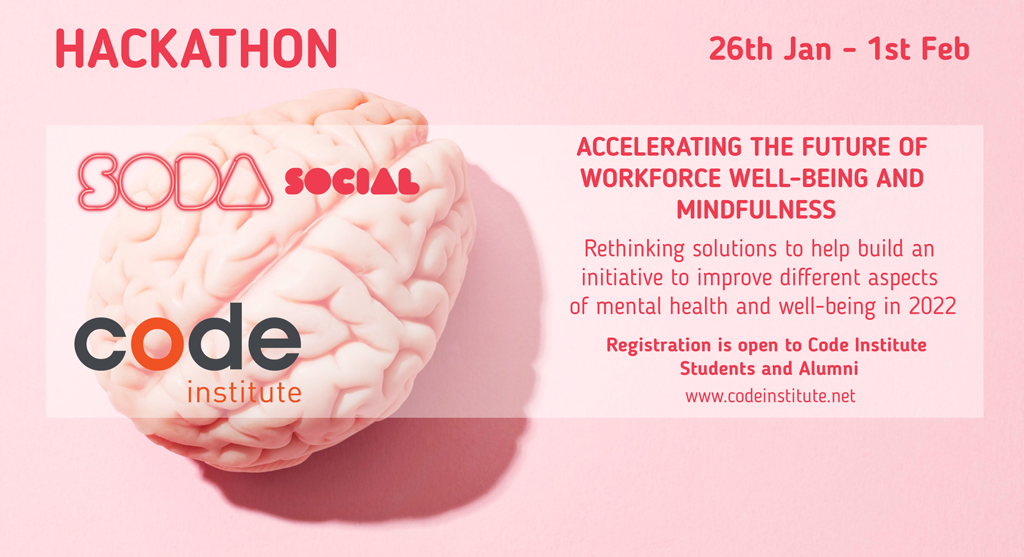 HACKATHON
26th Jan - 1st Feb
SODA SOCIAL
code
institute
ACCELERATING THE FUTURE OF
WORKFORCE WELL-BEING AND
MINDFULNESS
Rethinking solutions to help build an
initiative to improve different aspects
of mental health and well-being in 2022
Registration is open to Code Institute
Students and Alumni
www.codeinstitute.net